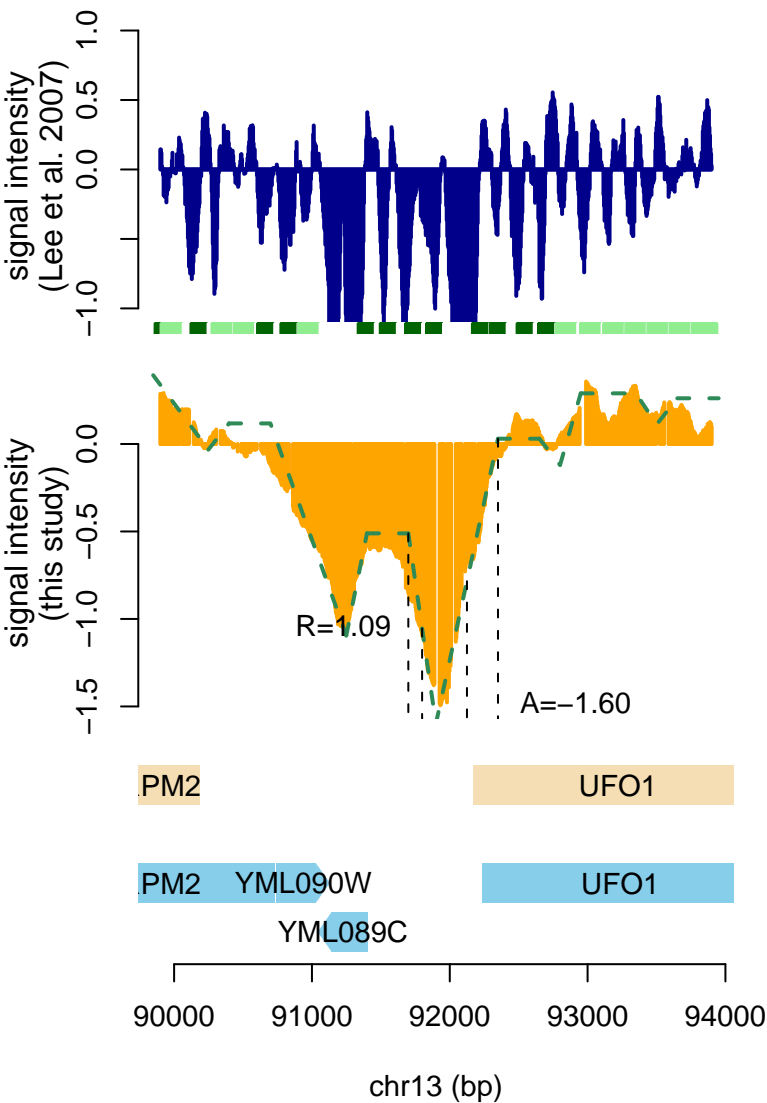 signal intensity
(Lee et al. 2007)
1.0
0.5
0.0
−1.0
signal intensity
(this study)
0.0
−0.5
−1.0
−1.5
R=1.09
A=−1.60
.PM2 UFO1
.PM2 YML090W UFO1
YML089C
90000 91000 92000 93000 94000
chr13 (bp)